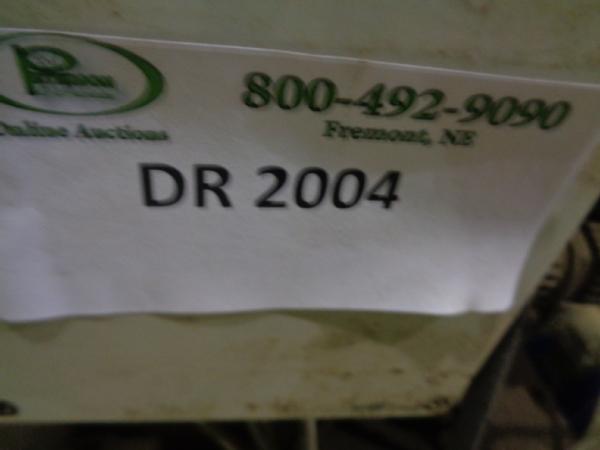 800-492-9090
Online Auctions
Fremont, NE
DR 2004